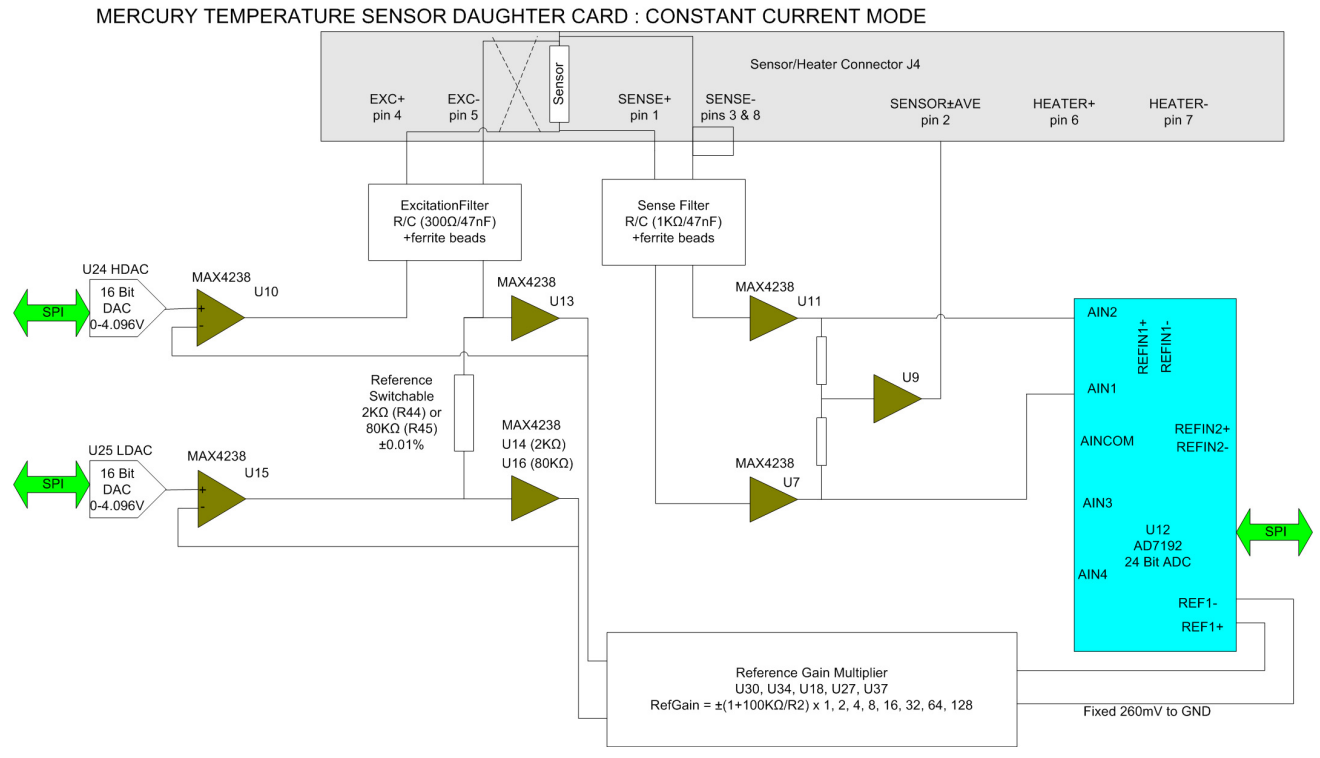 MERCURY TEMPERATURE SENSOR DAUGHTER CARD : CONSTANT CURRENT MODE
Sensor/Heater Connector J4
Sensor
EXC+
pin 4
EXC-
pin 5
SENSE+
pin 1
SENSE-
pins 3 & 8
SENSOR±AVE
pin 2
HEATER+
pin 6
HEATER-
pin 7
ExcitationFilter
R/C (300Ω/47nF)
+ferrite beads
Sense Filter
R/C (1KΩ/47nF)
+ferrite beads
U24 HDAC
16 Bit
DAC
0-4.096V
SPI
MAX4238
U10
+
-
MAX4238
U13
MAX4238
U11
U9
Reference
Switchable
2KΩ (R44) or
80KΩ (R45)
±0.01%
MAX4238
U14 (2KΩ)
U16 (80KΩ)
MAX4238
U7
U25 LDAC
16 Bit
DAC
0-4.096V
SPI
MAX4238
U15
+
-
AIN2
REFIN1+
REFIN1-
AIN1
REFIN2+
REFIN2-
AINCOM
AIN3
U12
AD7192
24 Bit ADC
AIN4
REF1-
REF1+
SPI
Reference Gain Multiplier
U30, U34, U18, U27, U37
RefGain = ±(1+100KΩ/R2) x 1, 2, 4, 8, 16, 32, 64, 128
Fixed 260mV to GND